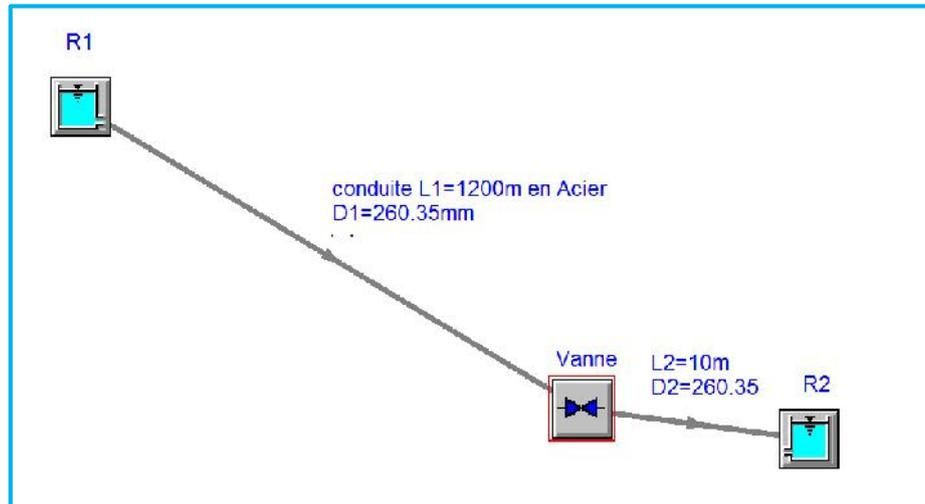 R1
conduite L1=1200m en Acier
D1=260.35mm
Vanne
L2=10m
D2=260.35
R2